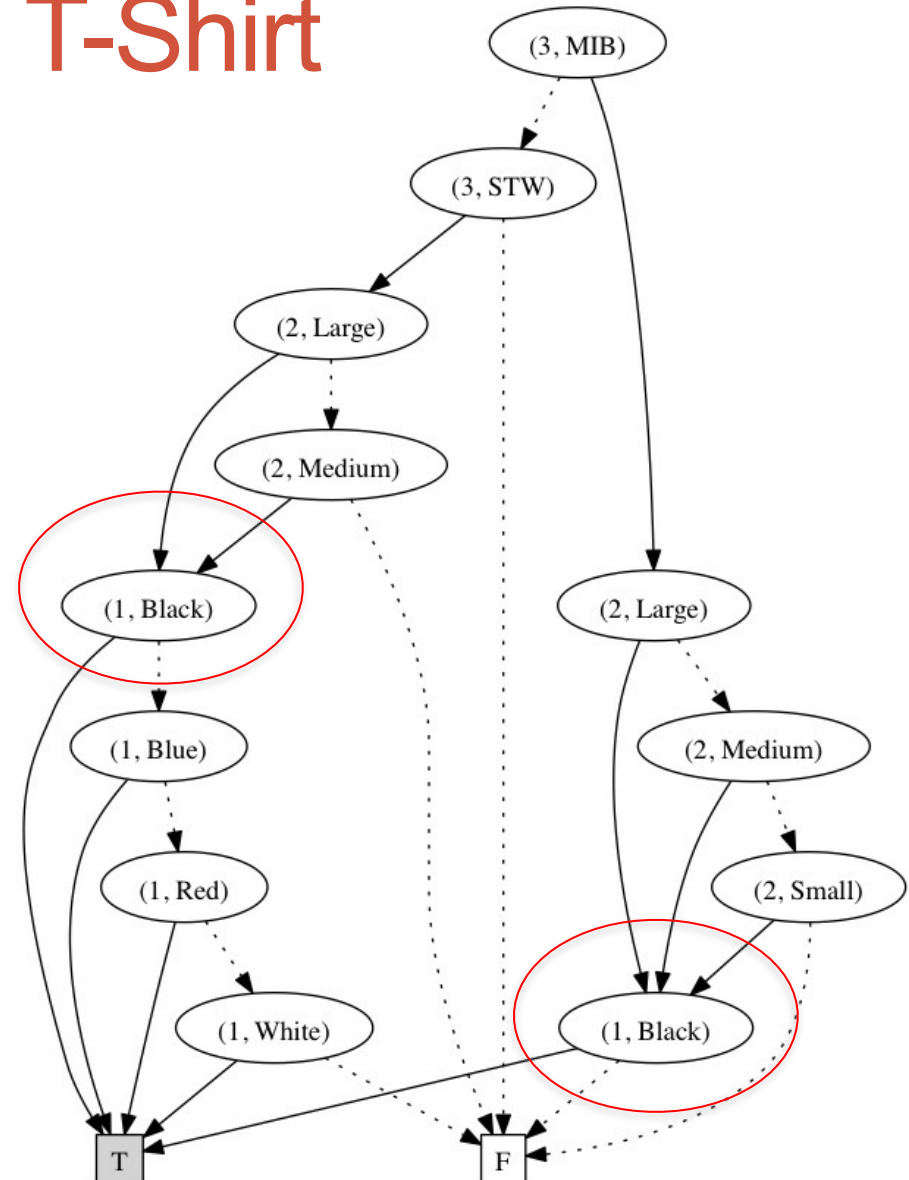 T-Shirt
(3, MIB)
(3, STW)
(2, Large)
(2, Medium)
(1, Black)
(2, Large)
(1, Blue)
(2, Medium)
(1, Red)
(2, Small)
(1, White)
(1, Black)
T
F